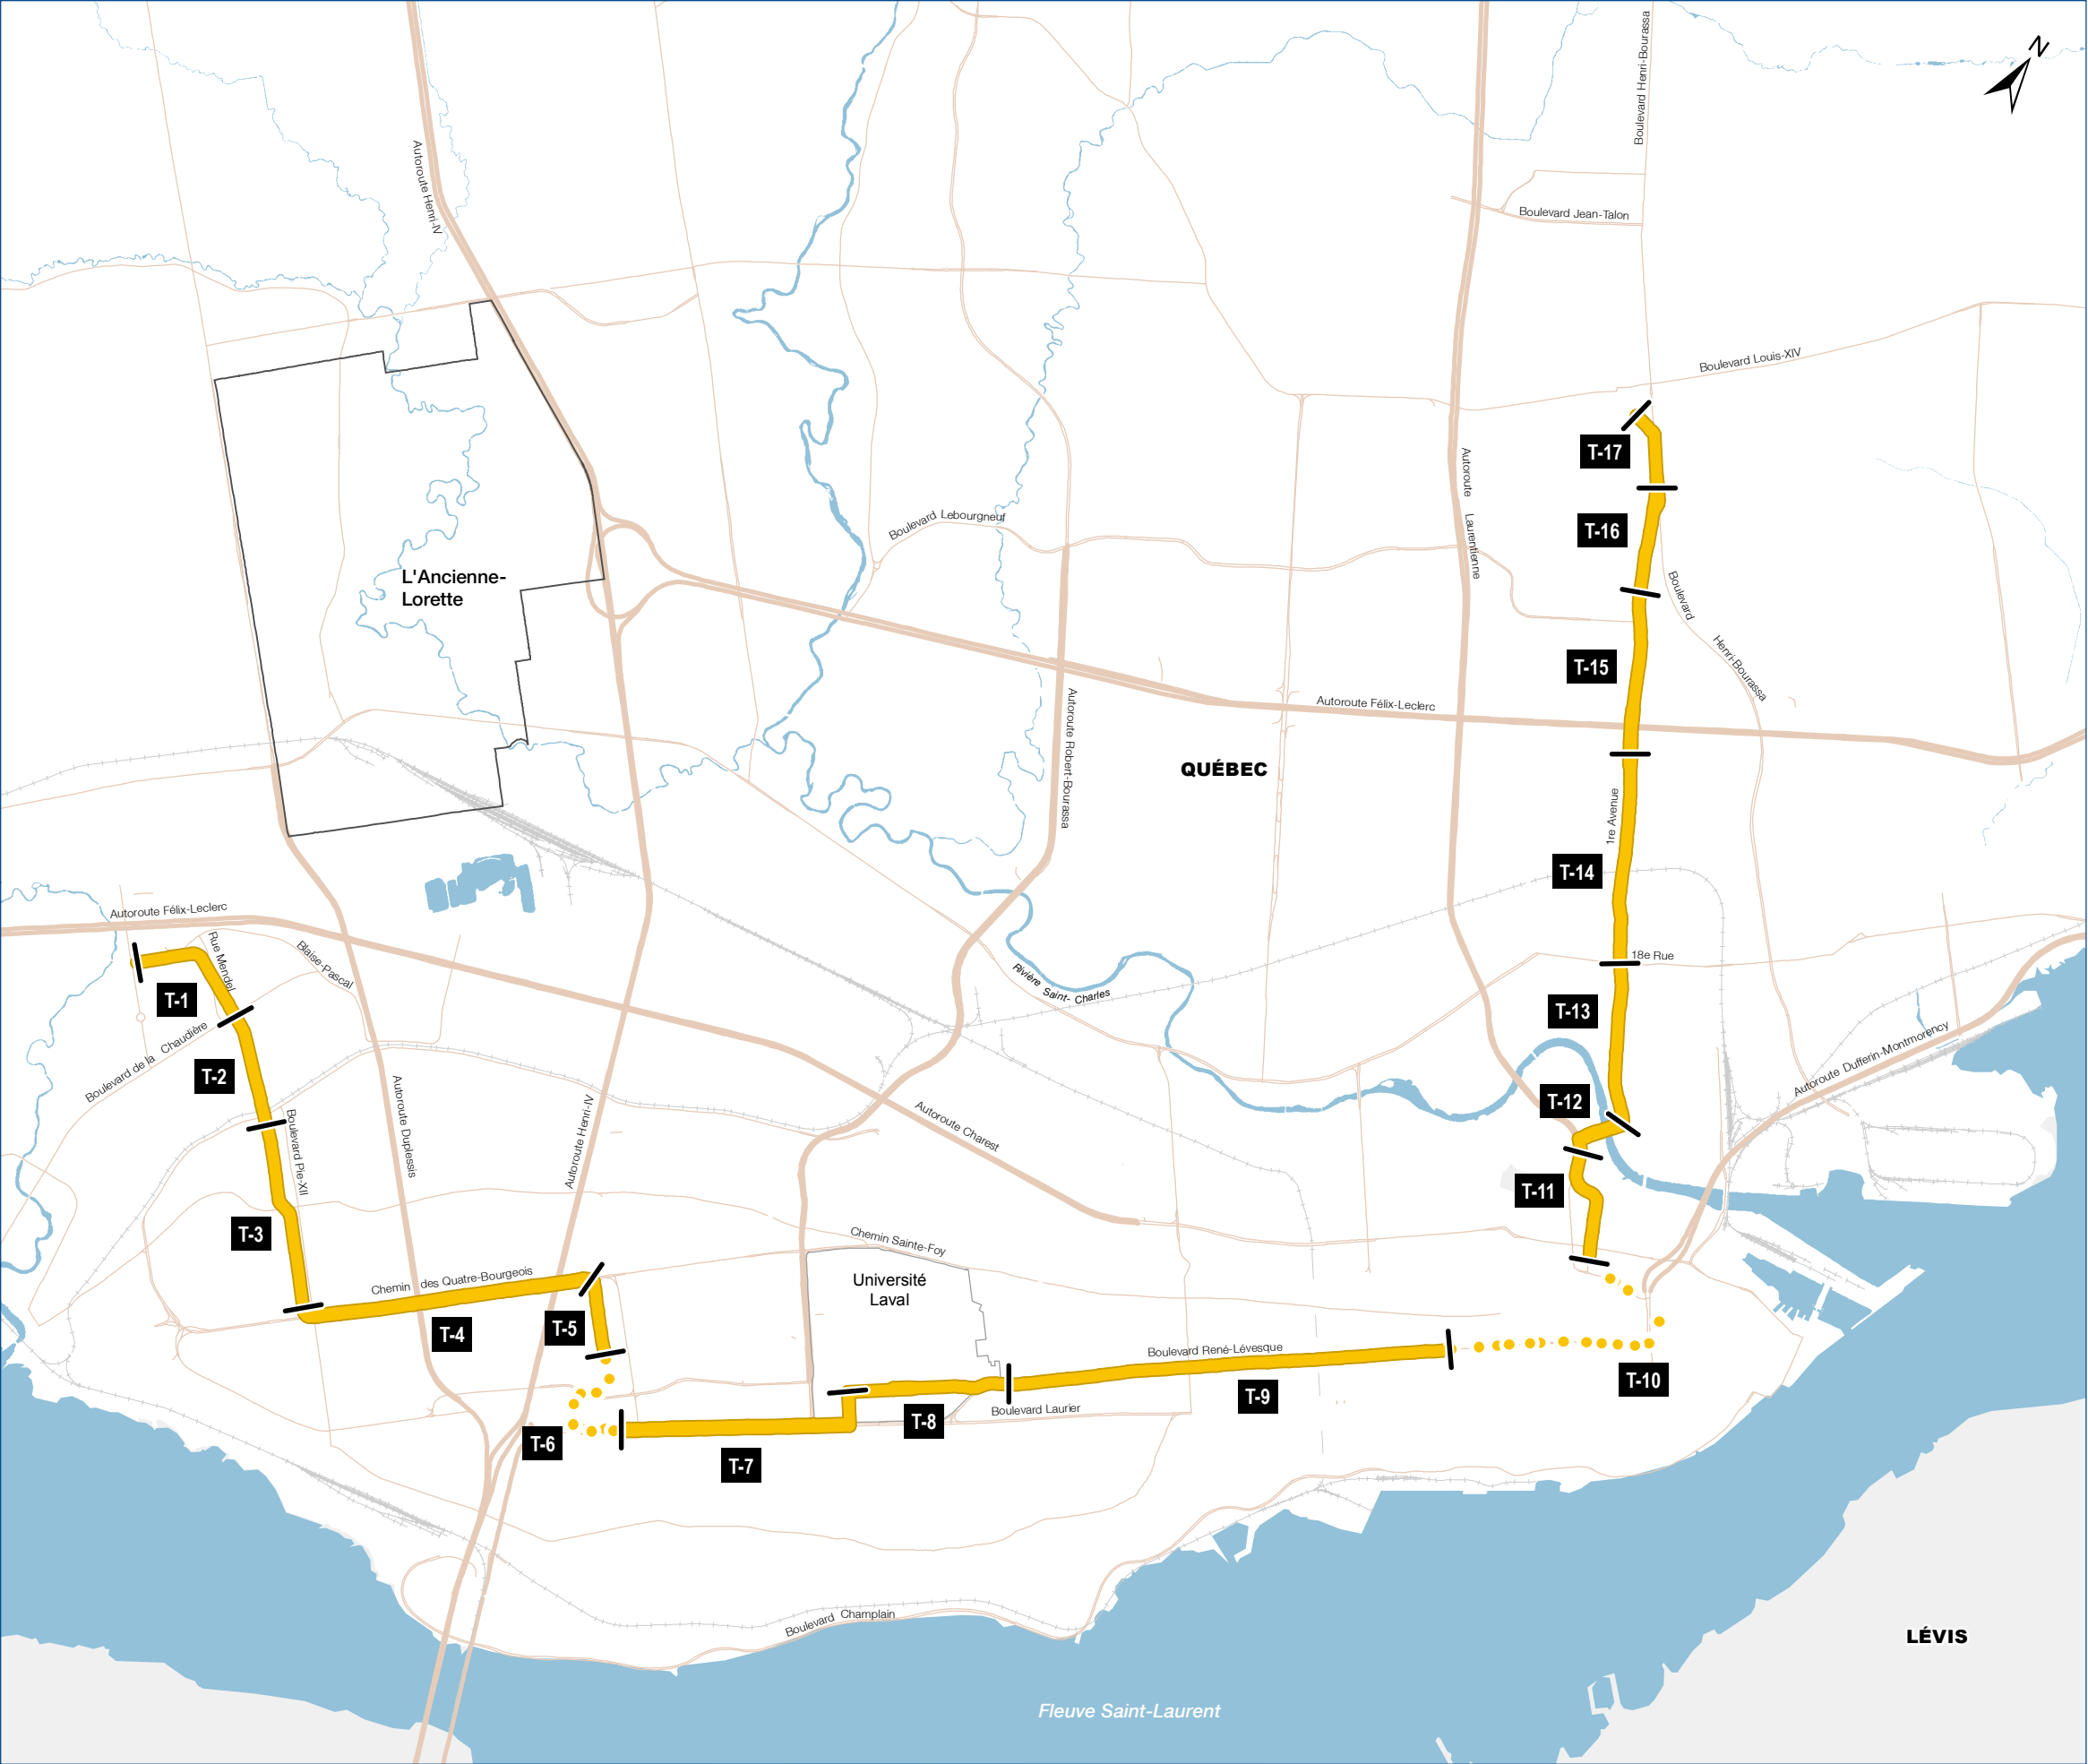 N
Boulevard Henri-Bourassa
Autoroute Henri-IV
Boulevard Jean-Talon
Boulevard Louis-XIV
T-17
Autoroute Laurentienne
Boulevard Lebourgneuf
T-16
L'Ancienne-
Lorette
Boulevard Henri-Bourassa
T-15
Autoroute Félix-Leclerc
Autoroute Robert-Bourassa
QUÉBEC
1re Avenue
T-14
Autoroute Félix-Leclerc
Rue Mendel
Blaise-Pascal
18e Rue
Rivière Saint- Charles
T-1
T-13
Boulevard de la Chaudière
Autoroute Dufferin-Montmorency
T-2
T-12
Autoroute Duplessis
Autoroute Henri-IV
Autoroute Charest
Boulevard Pie-XII
T-11
T-3
Chemin Sainte-Foy
Chemin des Quatre-Bourgeois
Université
Laval
T-5
T-4
Boulevard René-Lévesque
T-10
T-9
Boulevard Laurier
T-8
T-6
T-7
Boulevard Champlain
LÉVIS
Fleuve Saint-Laurent